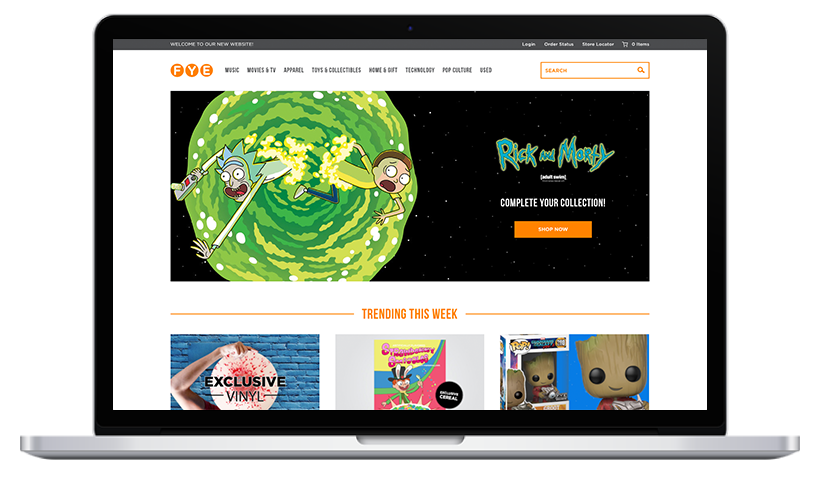 WELCOME TO OUR NEW WEBSITE!
Login Order Status Store Locator 0 Items
FYE MUSIC MOVIES & TV APPAREL TOYS & COLLECTIBLES HOME & GIFT TECHNOLOGY POP CULTURE USED SEARCH
Rick and Morty
[adult swim]
COMPLETE YOUR COLLECTION!
SHOP NOW
TRENDING THIS WEEK
EXCLUSIVE
VINYL
EXCLUSIVE
CEREAL
POP!